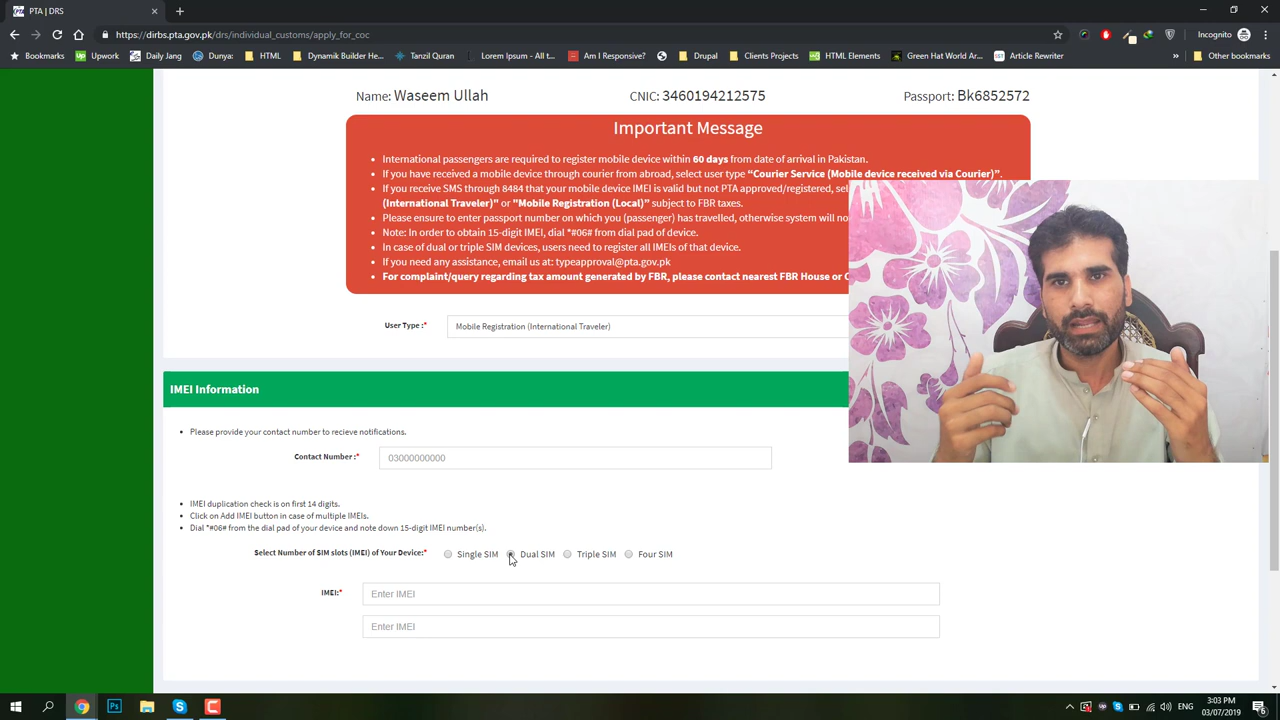 PTA | DRS
https://dirbs.pta.gov.pk/drs/individual_customs/apply_for_coc
Incognito
Bookmarks Upwork Daily Jang Dunya: HTML Dynamik Builder He... Tanzil Quran Lorem Ipsum - All t... Am I Responsive? Drupal Clients Projects HTML Elements Green Hat World Ar... Article Rewriter » Other bookmarks
Name: Waseem Ullah CNIC: 3460194212575 Passport: Bk6852572
Important Message
International passengers are required to register mobile device within 60 days from date of arrival in Pakistan.
If you have received a mobile device through courier from abroad, select user type “Courier Service (Mobile device received via Courier)”.
If you receive SMS through 8484 that your mobile device IMEI is valid but not PTA approved/registered, sel
(International Traveler)" or "Mobile Registration (Local)” subject to FBR taxes.
Please ensure to enter passport number on which you (passenger) has travelled, otherwise system will no
Note: In order to obtain 15-digit IMEI, dial *#06# from dial pad of device.
In case of dual or triple SIM devices, users need to register all IMEIs of that device.
If you need any assistance, email us at: typeapproval@pta.gov.pk
For complaint/query regarding tax amount generated by FBR, please contact nearest FBR House or C
User Type :* Mobile Registration (International Traveler)
IMEI Information
Please provide your contact number to recieve notifications.
Contact Number :* 03000000000
IMEI duplication check is on first 14 digits.
Click on Add IMEI button in case of multiple IMEIs.
Dial *#06# from the dial pad of your device and note down 15-digit IMEI number(s).
Select Number of SIM slots (IMEI) of Your Device:* Single SIM Dual SIM Triple SIM Four SIM
IMEI:* Enter IMEI
Enter IMEI
ENG
3:03 PM
03/07/2019